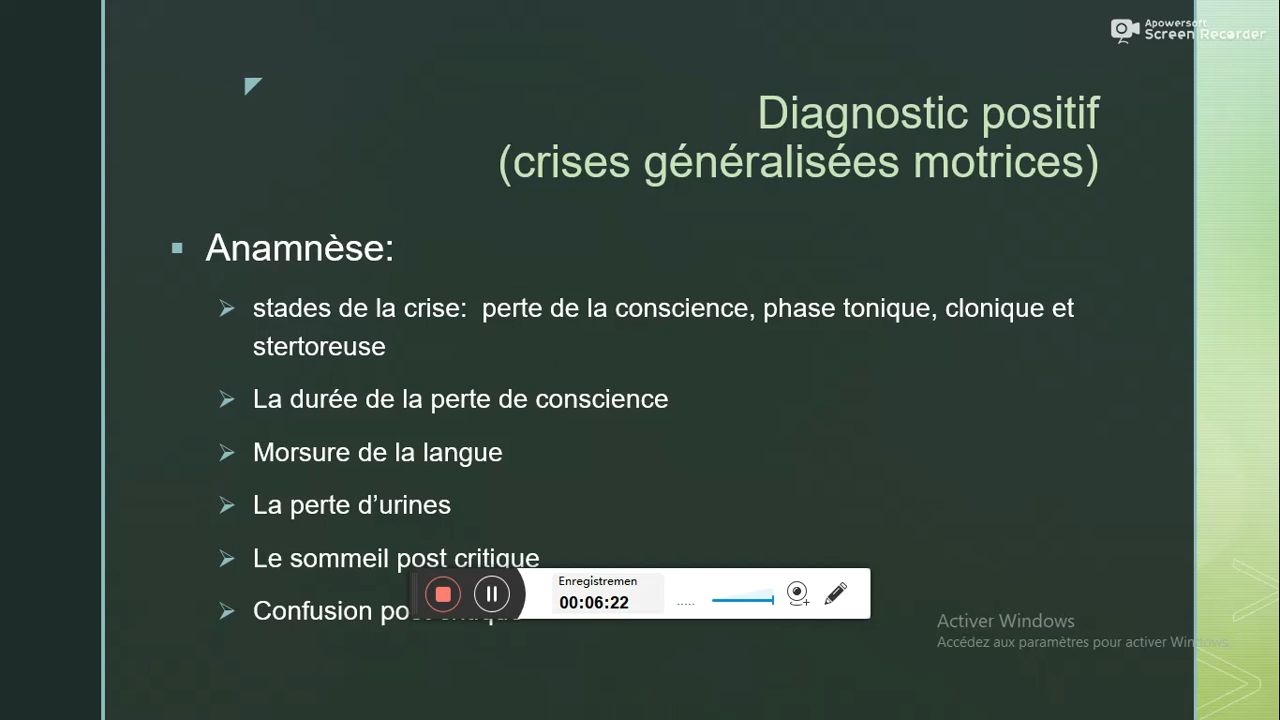 Apowersoft
Screen Recorder
Diagnostic positif
(crises généralisées motrices)
Anamnèse:
stades de la crise: perte de la conscience, phase tonique, clonique et
stertoreuse
La durée de la perte de conscience
Morsure de la langue
La perte d’urines
Le sommeil post critique
Confusion
Enregistremen
00:06:22
Activer Windows
Accédez aux paramètres pour activer Windows.